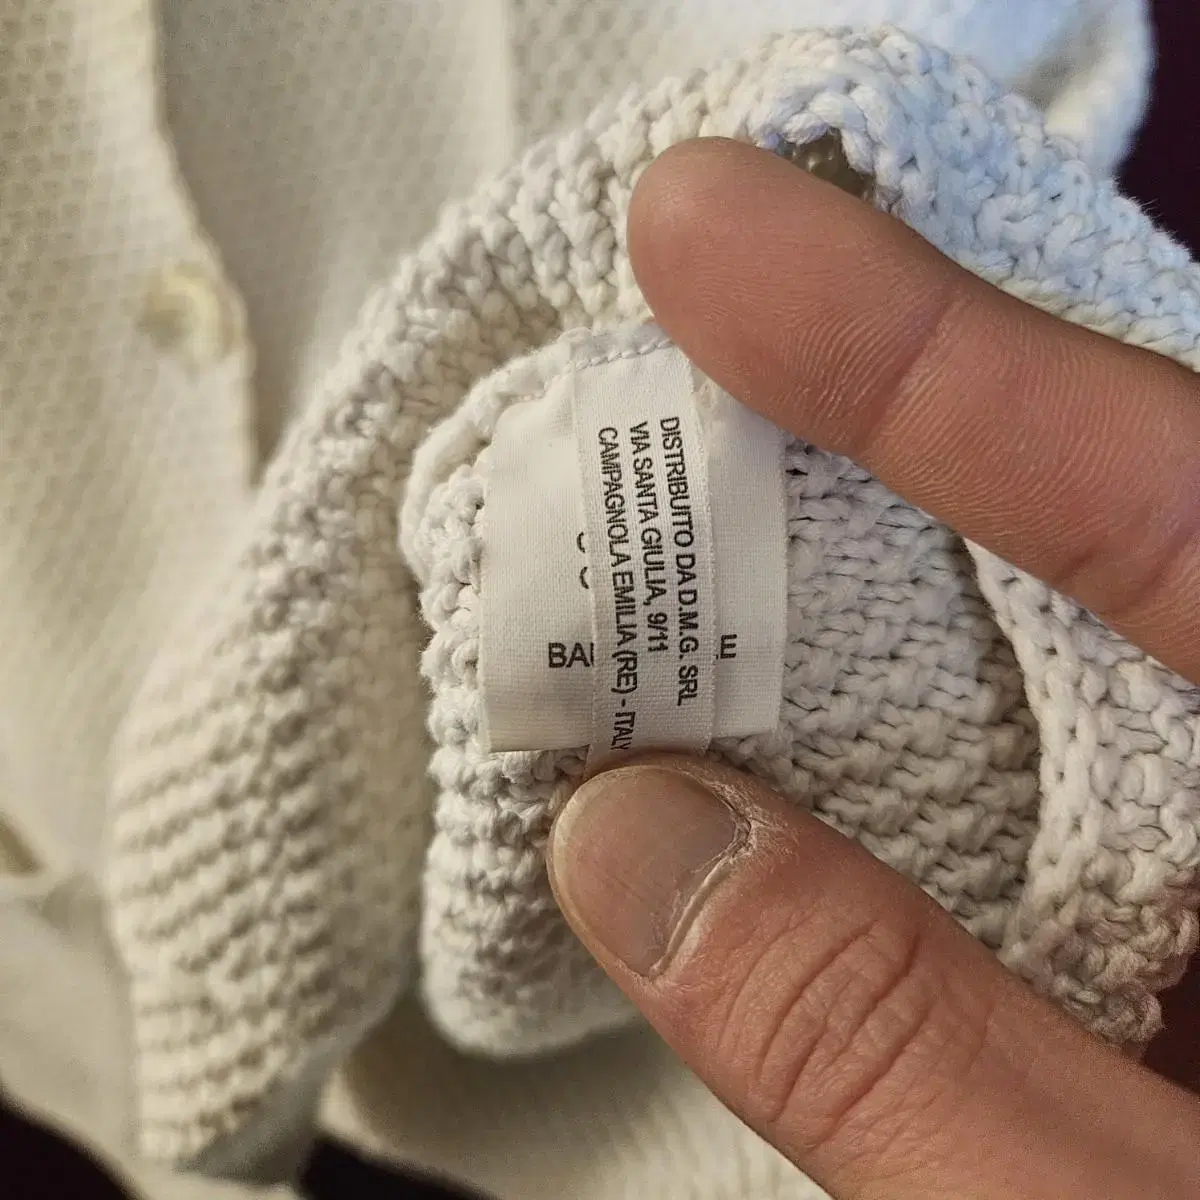 DISTRIBUITO DA D.M.G. SRL
VIA SANTA GIULIA, 9/11
CAMPAGNOLA EMILIA (RE) - ITALY